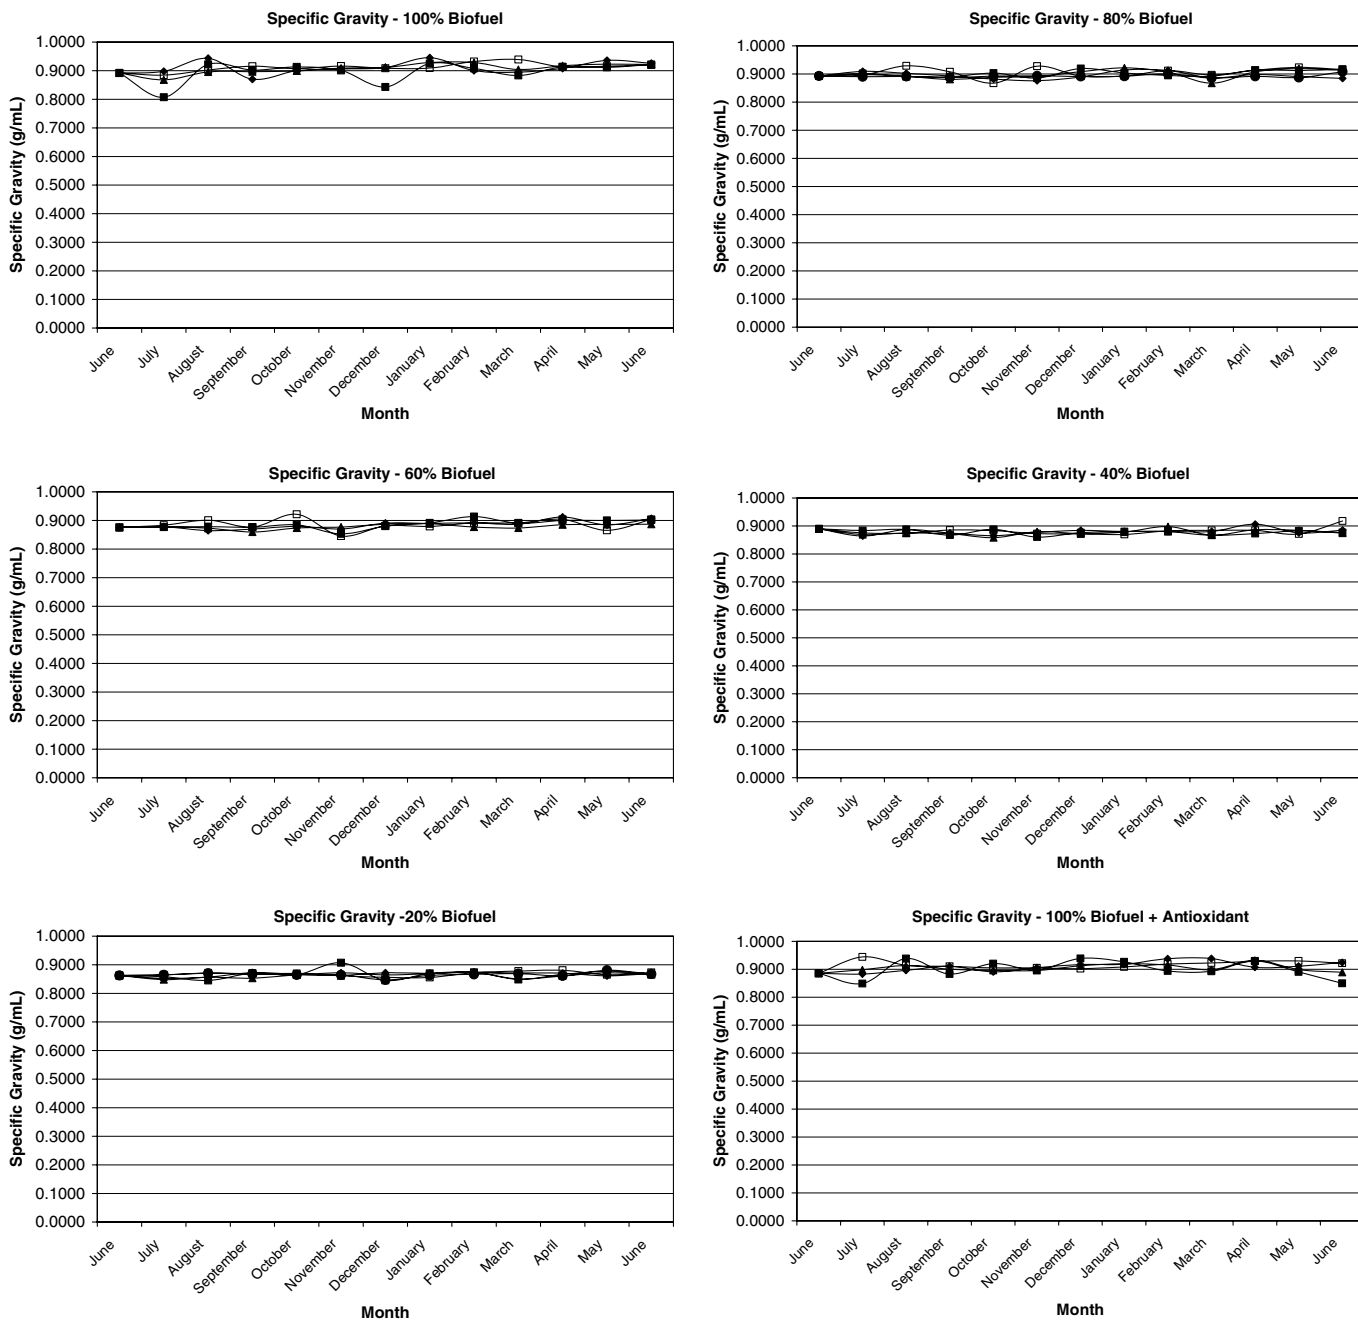 Specific Gravity - 100% Biofuel
Specific Gravity (g/mL)
1.0000
0.9000
0.8000
0.7000
0.6000
0.5000
0.4000
0.3000
0.2000
0.1000
0.0000
June
July
August
September
October
November
December
January
February
March
April
May
June
Month
Specific Gravity - 80% Biofuel
Specific Gravity (g/mL)
1.0000
0.9000
0.8000
0.7000
0.6000
0.5000
0.4000
0.3000
0.2000
0.1000
0.0000
June
July
August
September
October
November
December
January
February
March
April
May
June
Month
Specific Gravity - 60% Biofuel
Specific Gravity (g/mL)
1.0000
0.9000
0.8000
0.7000
0.6000
0.5000
0.4000
0.3000
0.2000
0.1000
0.0000
June
July
August
September
October
November
December
January
February
March
April
May
June
Month
Specific Gravity - 40% Biofuel
Specific Gravity (g/mL)
1.0000
0.9000
0.8000
0.7000
0.6000
0.5000
0.4000
0.3000
0.2000
0.1000
0.0000
June
July
August
September
October
November
December
January
February
March
April
May
June
Month
Specific Gravity -20% Biofuel
Specific Gravity (g/mL)
1.0000
0.9000
0.8000
0.7000
0.6000
0.5000
0.4000
0.3000
0.2000
0.1000
0.0000
June
July
August
September
October
November
December
January
February
March
April
May
June
Month
Specific Gravity - 100% Biofuel + Antioxidant
Specific Gravity (g/mL)
1.0000
0.9000
0.8000
0.7000
0.6000
0.5000
0.4000
0.3000
0.2000
0.1000
0.0000
June
July
August
September
October
November
December
January
February
March
April
May
June
Month